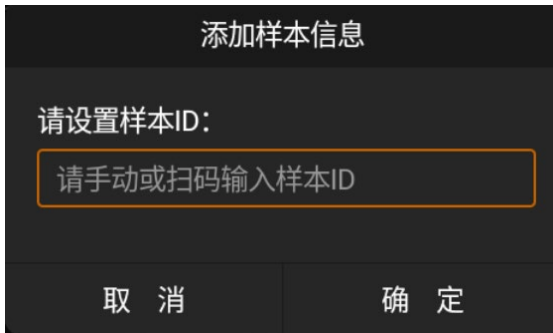 添加样本信息
请设置样本ID：
请手动或扫码输入样本ID
取 消
确 定